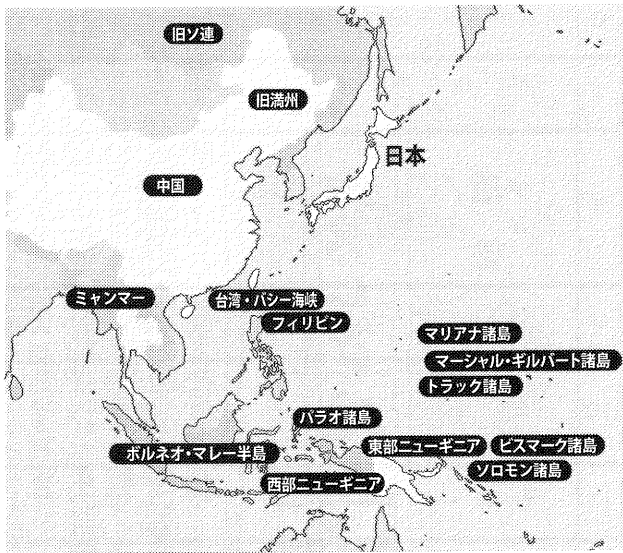 旧ソ連
旧満州
日本
中国
ミャンマー
台湾・バシー海峡
フィリピン
マリアナ諸島
マーシャル・ギルバート諸島
トラック諸島
パラオ諸島
ボルネオ・マレー半島
東部ニューギニア
ビスマーク諸島
ソロモン諸島
西部ニューギニア